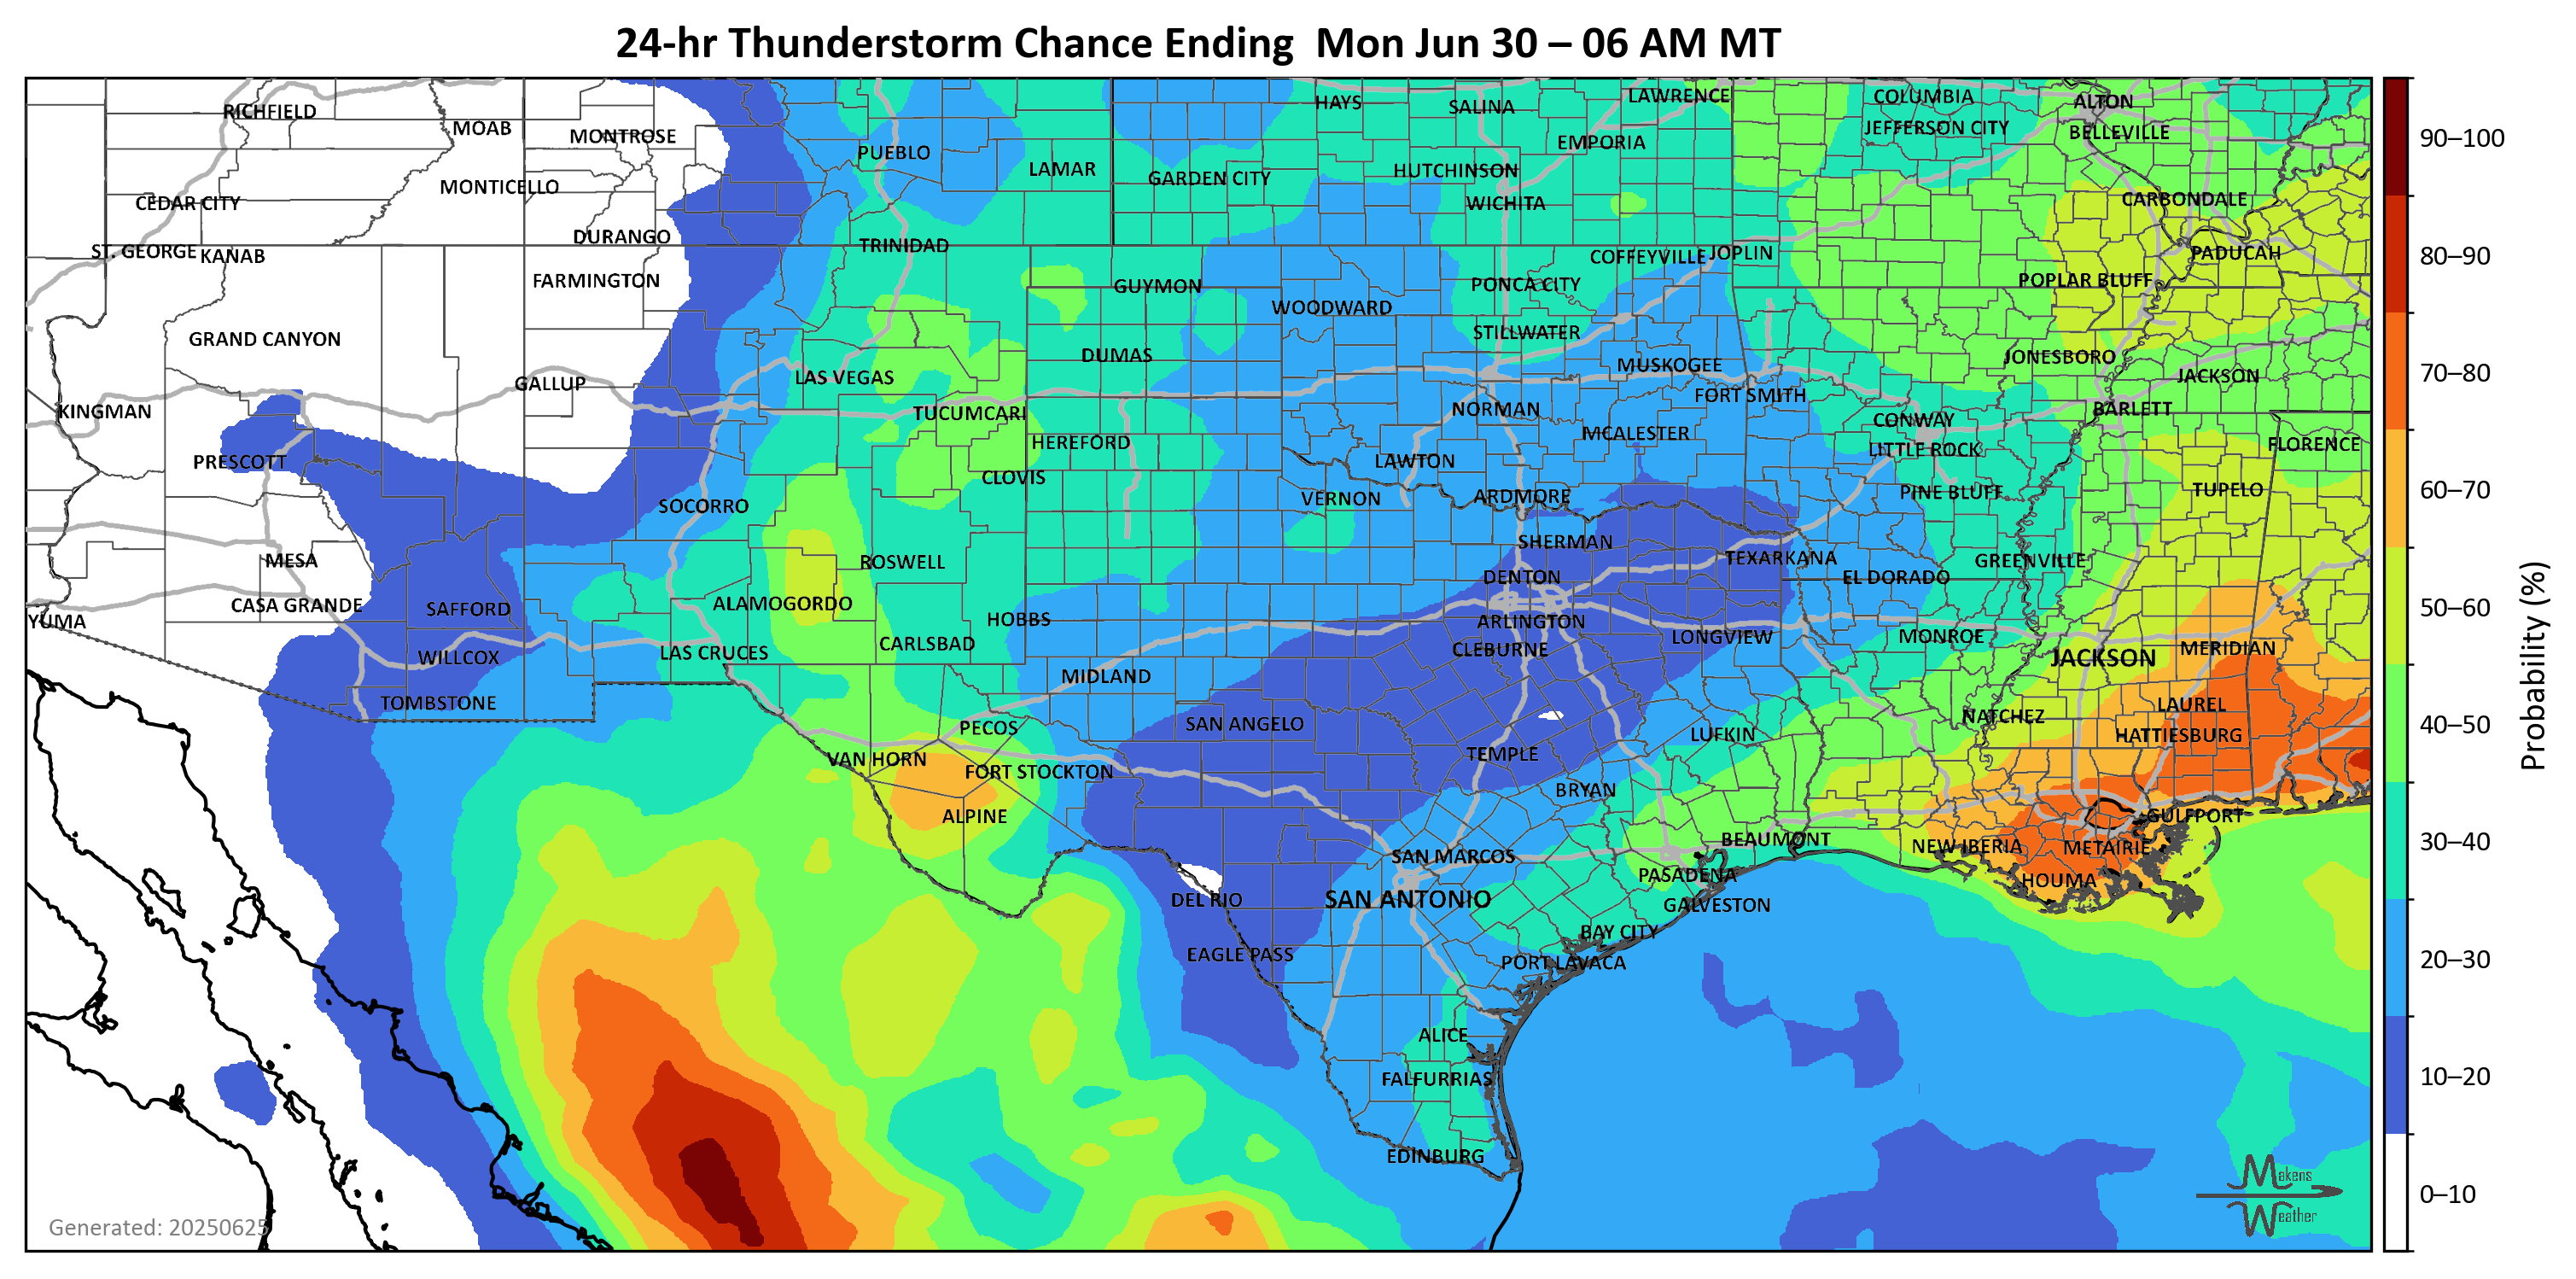 24-hr Thunderstorm Chance Ending  Mon Jun 30 – 06 AM MT
RICHFIELD
MOAB
MONTROSE
PUEBLO
LAMAR
HAYS
SALINA
LAWRENCE
COLUMBIA
ALTON
JEFFERSON CITY
BELLEVILLE
EMPORIA
HUTCHINSON
GARDEN CITY
WICHITA
MONTICELLO
CEDAR CITY
CARBONDALE
DURANGO
TRINIDAD
ST. GEORGE
KANAB
COFFEYVILLE
JOPLIN
PADUCAH
FARMINGTON
GUYMON
PONCA CITY
POPLAR BLUFF
WOODWARD
STILLWATER
GRAND CANYON
DUMAS
MUSKOGEE
JONESBORO
JACKSON
LAS VEGAS
GALLUP
FORT SMITH
KINGMAN
TUCUMCARI
NORMAN
BARLETT
CONWAY
HEREFORD
MCALESTER
LITTLE ROCK
FLORENCE
PRESCOTT
LAWTON
CLOVIS
SOCORRO
VERNON
ARDMORE
PINE BLUFF
TUPELO
MESA
ROSWELL
SHERMAN
TEXARKANA
GREENVILLE
DENTON
EL DORADO
CASA GRANDE
SAFFORD
ALAMOGORDO
HOBBS
ARLINGTON
YUMA
CARLSBAD
CLEBURNE
LONGVIEW
MONROE
MERIDIAN
WILLCOX
LAS CRUCES
JACKSON
MIDLAND
TOMBSTONE
PECOS
SAN ANGELO
LUFKIN
NATCHEZ
LAUREL
HATTIESBURG
VAN HORN
FORT STOCKTON
TEMPLE
BRYAN
ALPINE
GULFPORT
BEAUMONT
NEW IBERIA
METAIRIE
SAN MARCOS
PASADENA
HOUMA
DEL RIO
SAN ANTONIO
GALVESTON
BAY CITY
EAGLE PASS
PORT LAVACA
ALICE
FALFURRIAS
EDINBURG
Generated: 20250625
Makens
Weather
90–100
80–90
70–80
60–70
50–60
40–50
30–40
20–30
10–20
0–10
Probability (%)